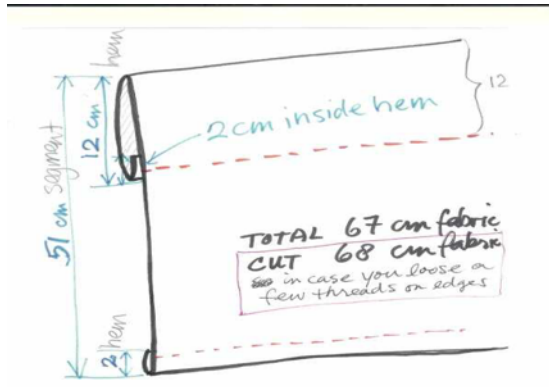 hem
12
12 cm
2cm inside hem
51 cm segment
TOTAL 67 cm fabric
CUT 68 cm fabric
in case you loose a
few threads on edges
2 hem